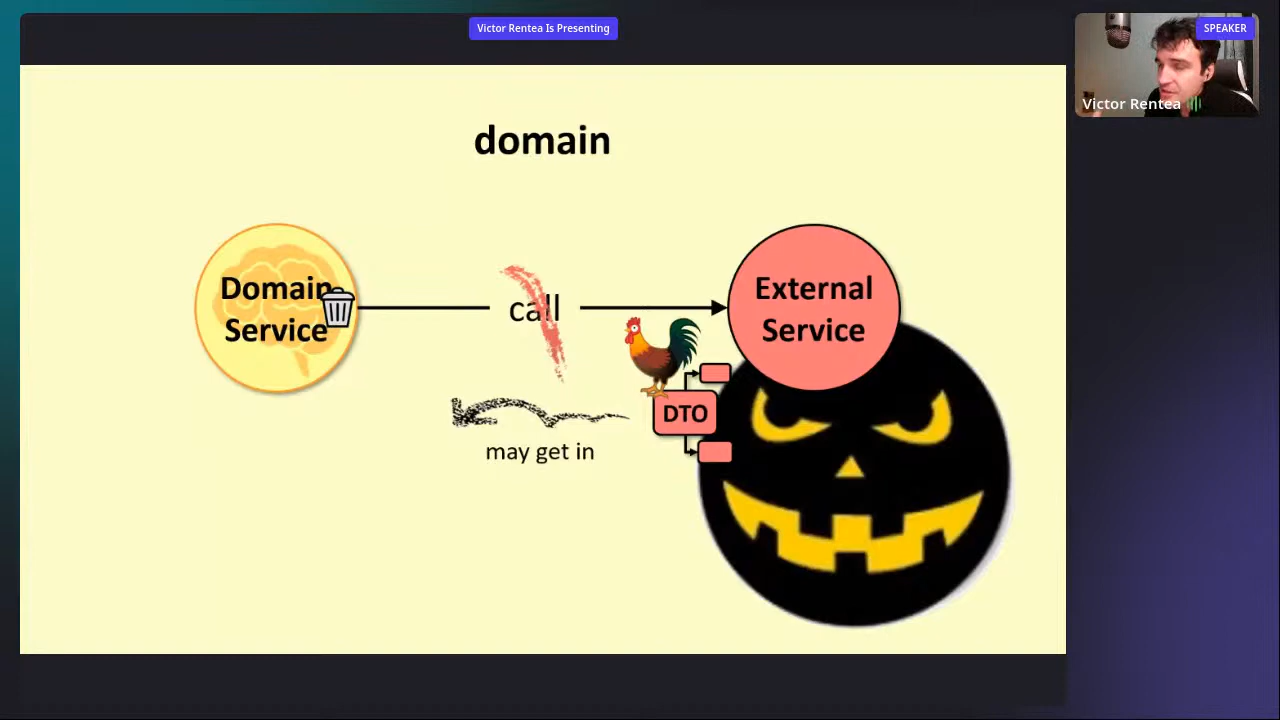 Victor Rentea Is Presenting
SPEAKER
Victor Rentea
domain
Domain
Service
call
External
Service
DTO
may get in